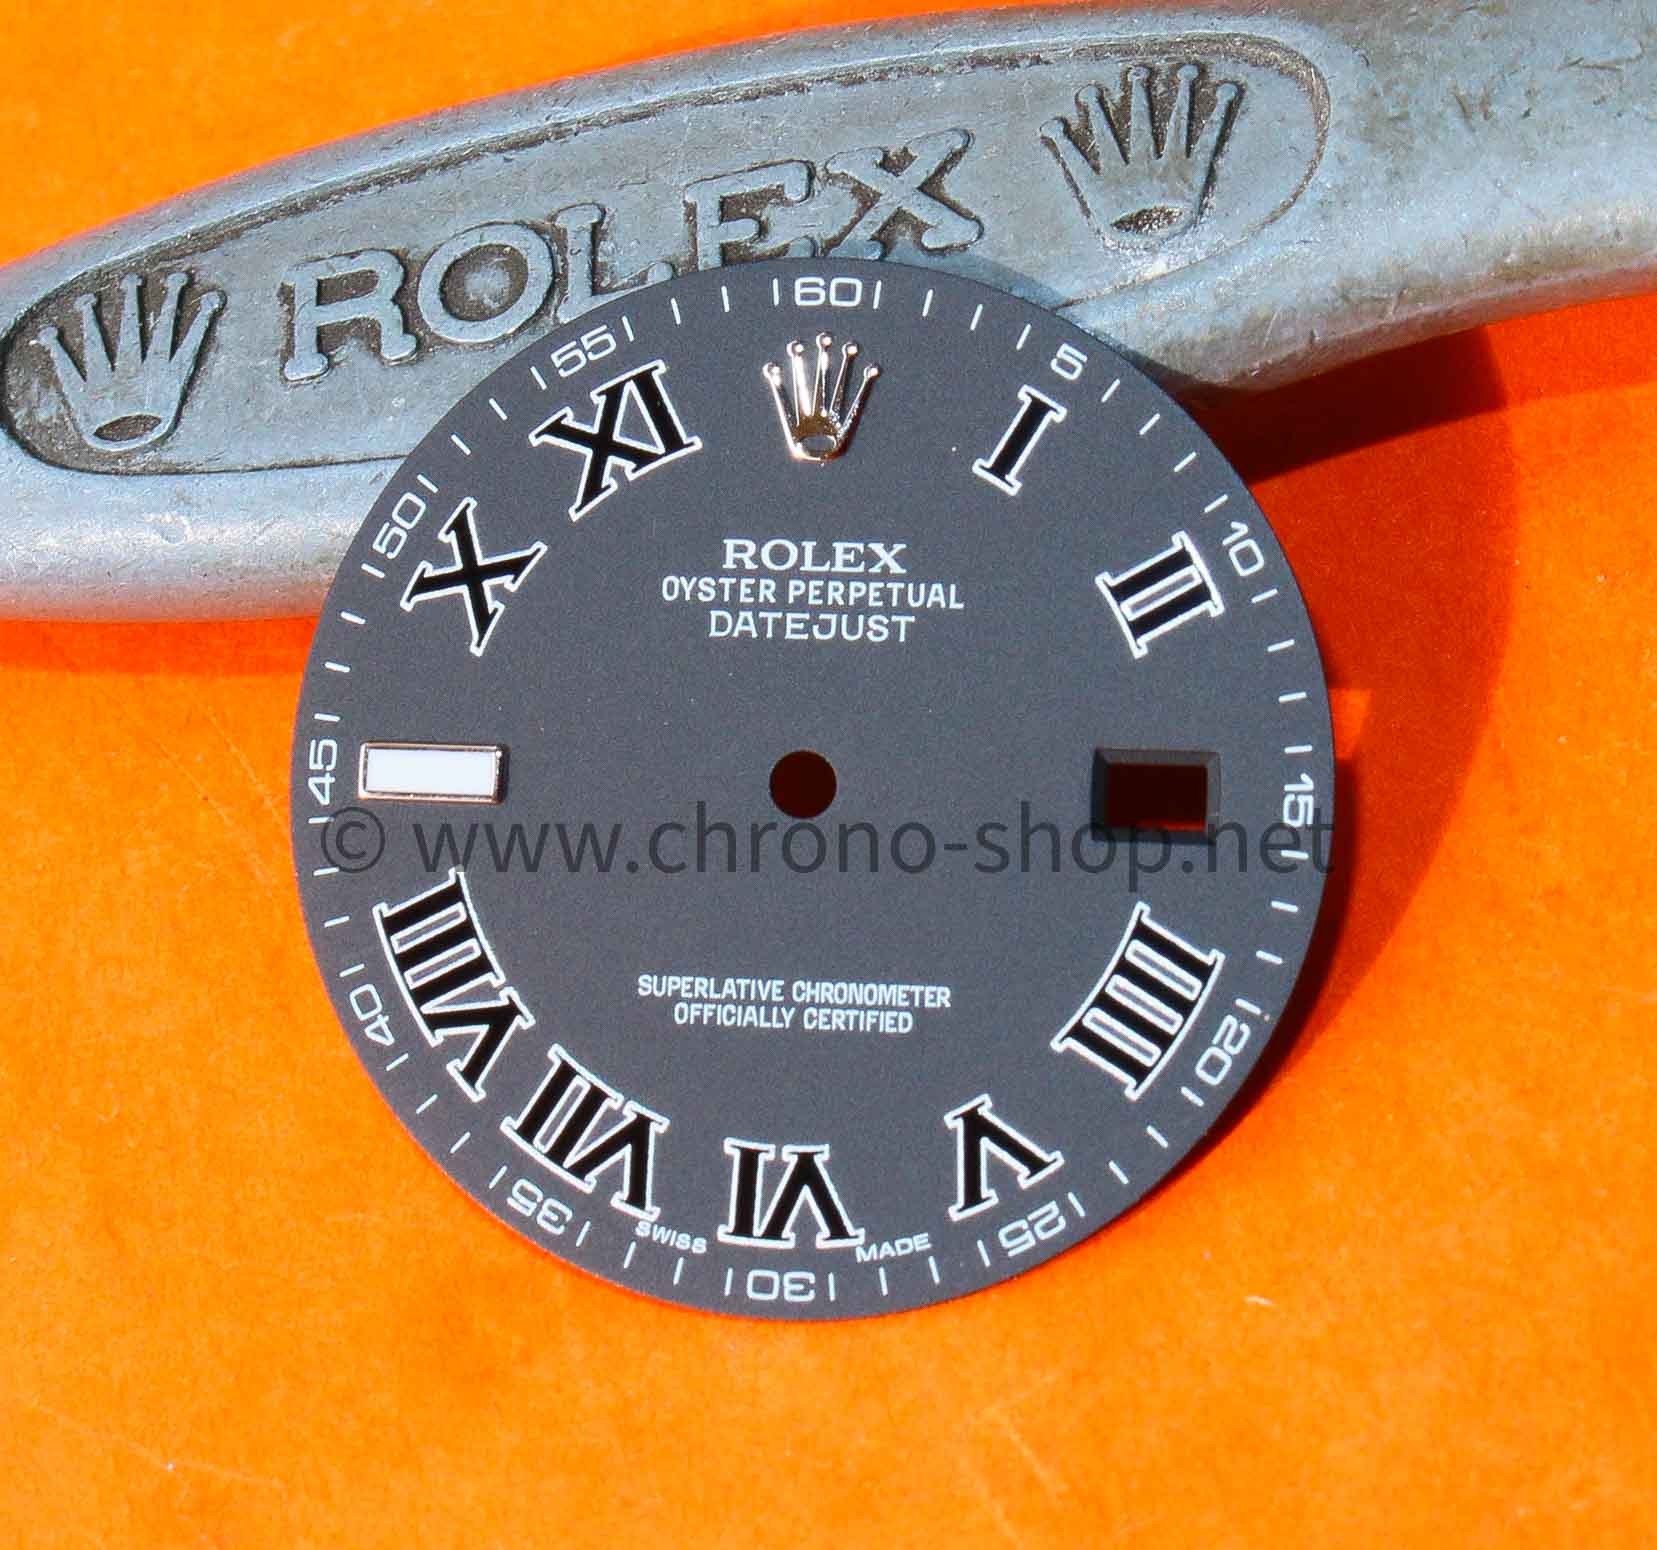 ROLEX
60
5
10
15
20
25
30
35
40
45
50
55
I
II
IIII
V
VI
VII
VIII
X
XI
ROLEX
OYSTER PERPETUAL
DATEJUST
© www.chrono-shop.net
SUPERLATIVE CHRONOMETER
OFFICIALLY CERTIFIED
SWISS MADE